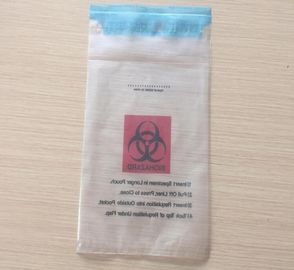 BIOHAZARD
1) Insert Specimen in Longer Pouch.
2) Pull Off Liner, Press to Close.
3) Insert Requisition into Outside Pocket.
4) Tuck Top of Requisition Under Flap.